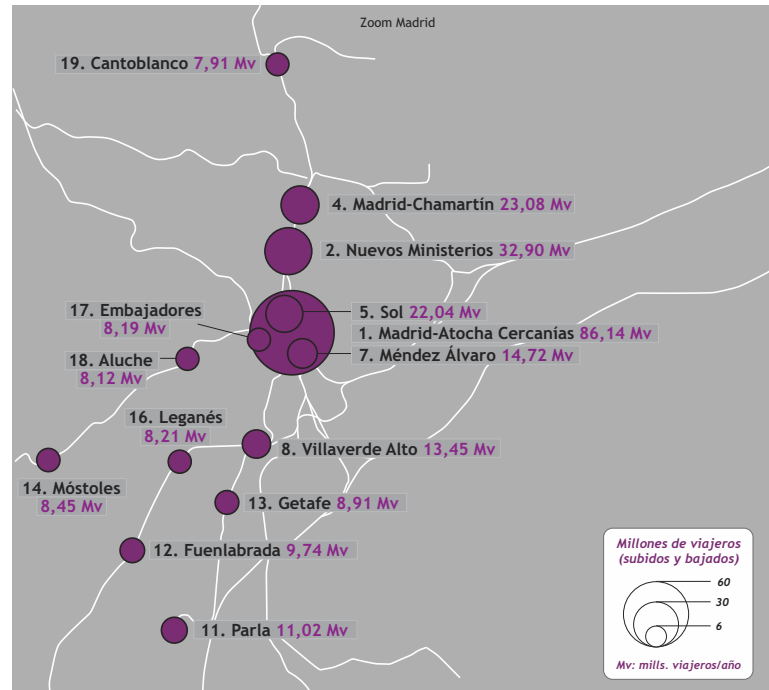 Zoom Madrid
19. Cantoblanco 7,91 Mv
4. Madrid-Chamartín 23,08 Mv
2. Nuevos Ministerios 32,90 Mv
17. Embajadores
8,19 Mv
5. Sol 22,04 Mv
1. Madrid-Atocha Cercanías 86,14 Mv
7. Méndez Álvaro 14,72 Mv
18. Aluche
8,12 Mv
16. Leganés
8,21 Mv
8. Villaverde Alto 13,45 Mv
14. Móstoles
8,45 Mv
13. Getafe 8,91 Mv
12. Fuenlabrada 9,74 Mv
11. Parla 11,02 Mv
Millones de viajeros
(subidos y bajados)
60
30
6
Mv: mills. viajeros/año